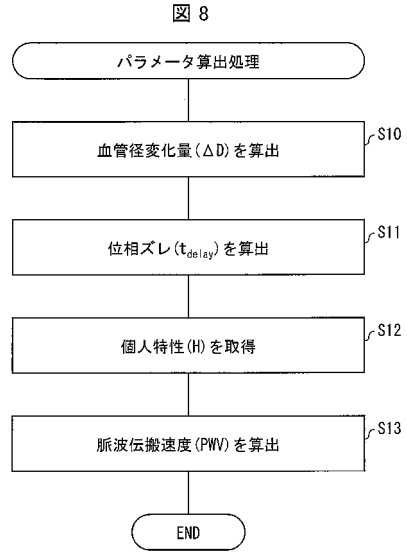 図 8
パラメータ算出処理
血管径変化量(ΔD)を算出
S10
位相ズレ(tdelay)を算出
S11
個人特性(H)を取得
S12
脈波伝搬速度(PWV)を算出
S13
END